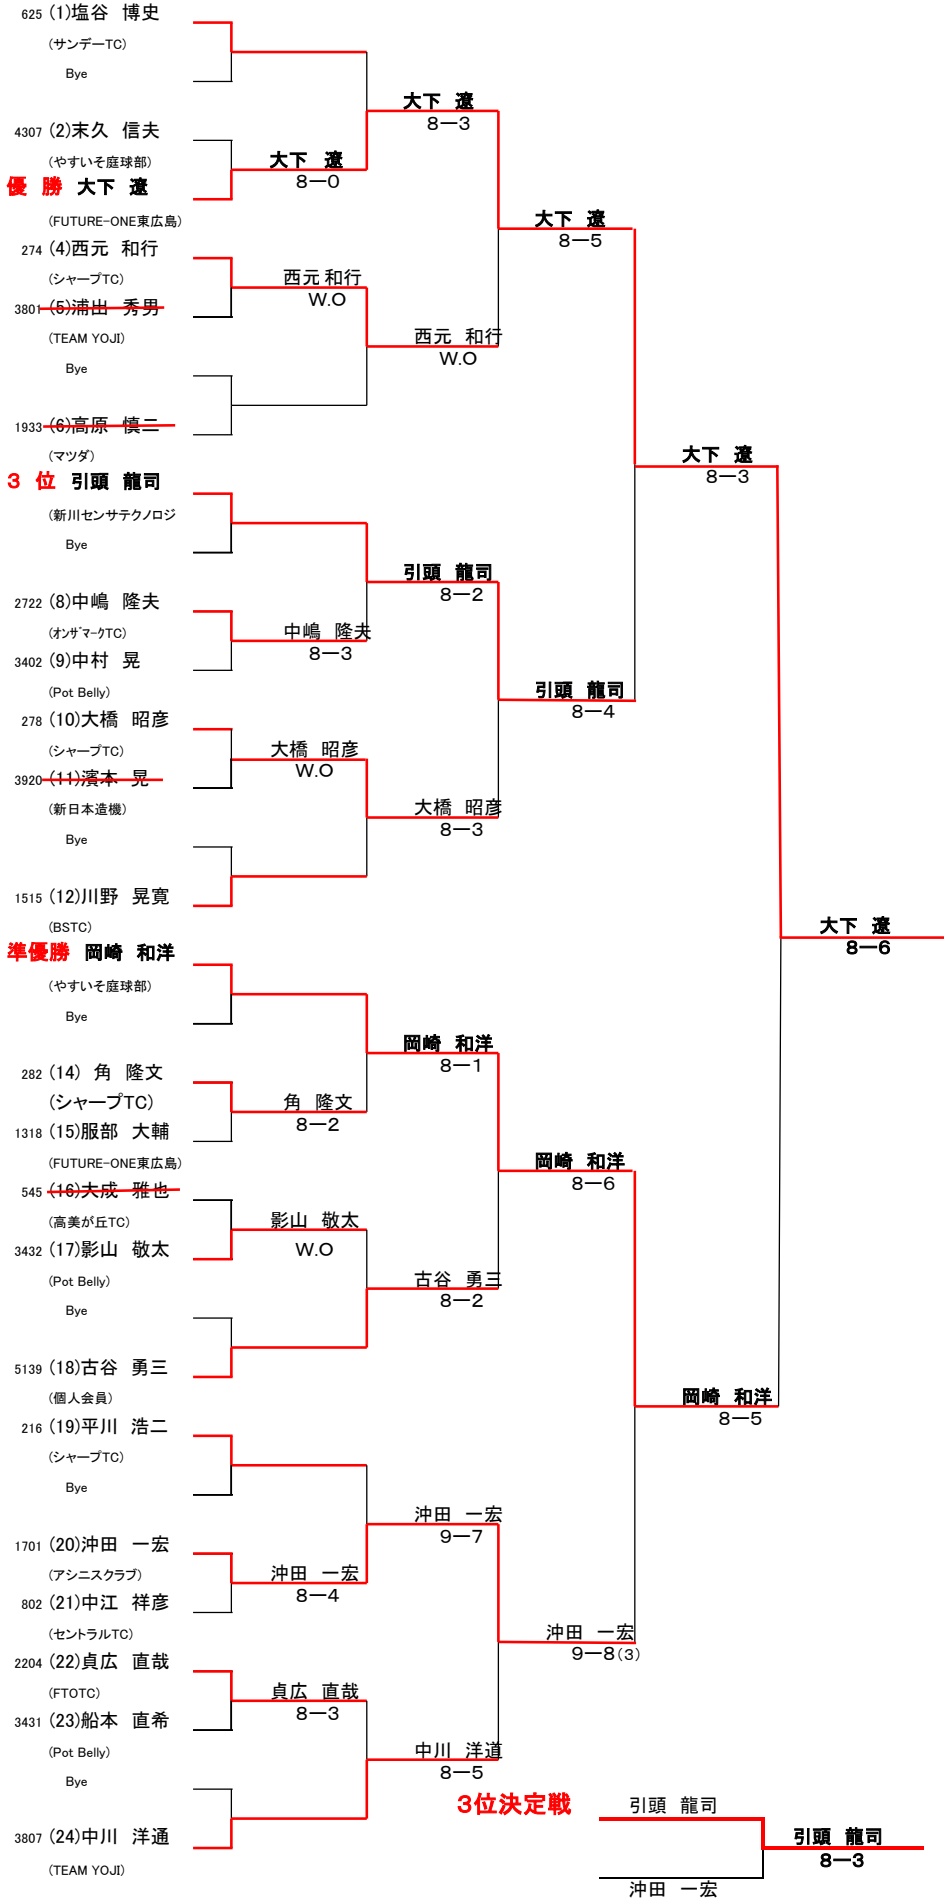 625 (1)塩谷 博史
(サンデーTC)
Bye
4307 (2)末久 信夫
(やすいそ庭球部)
優 勝 大下 遼
(FUTURE-ONE東広島)
274 (4)西元 和行
(シャープTC)
3801 (5)浦出 秀男
(TEAM YOJI)
Bye
1933 (6)高原 慎二
(マツダ)
3 位 引頭 龍司
(新川センサテクノロジ
Bye
2722 (8)中嶋 隆夫
(オンザマークTC)
3402 (9)中村 晃
(Pot Belly)
278 (10)大橋 昭彦
(シャープTC)
3920 (11)濱本 晃
(新日本造機)
Bye
1515 (12)川野 晃寛
(BSTC)
準優勝 岡崎 和洋
(やすいそ庭球部)
Bye
282 (14) 角 隆文
(シャープTC)
1318 (15)服部 大輔
(FUTURE-ONE東広島)
545 (16)大成 雅也
(高美が丘TC)
3432 (17)影山 敬太
(Pot Belly)
Bye
5139 (18)古谷 勇三
(個人会員)
216 (19)平川 浩二
(シャープTC)
Bye
1701 (20)沖田 一宏
(アシニスクラブ)
802 (21)中江 祥彦
(セントラルTC)
2204 (22)貞広 直哉
(FTOTC)
3431 (23)船本 直希
(Pot Belly)
Bye
3807 (24)中川 洋通
(TEAM YOJI)
大下 遼
8―0
西元 和行
W.O
中嶋 隆夫
8―3
大橋 昭彦
W.O
角 隆文
8―2
影山 敬太
W.O
沖田 一宏
8―4
貞広 直哉
8―3
大下 遼
8―3
西元 和行
W.O
引頭 龍司
8―2
大橋 昭彦
8―3
岡崎 和洋
8―1
古谷 勇三
8―2
沖田 一宏
9―7
中川 洋道
8―5
大下 遼
8―5
引頭 龍司
8―4
岡崎 和洋
8―6
沖田 一宏
9―8(3)
大下 遼
8―3
岡崎 和洋
8―5
大下 遼
8―6
3位決定戦
引頭 龍司
引頭 龍司
8―3
沖田 一宏